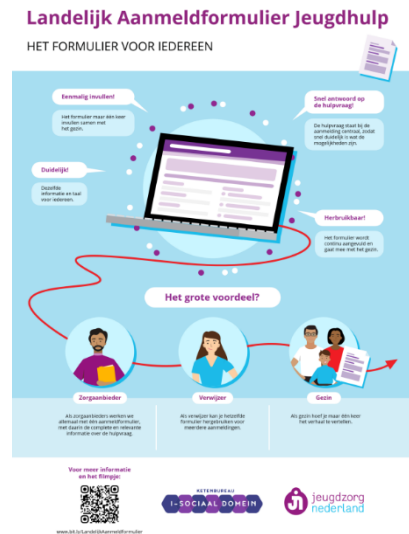 Landelijk Aanmeldformulier Jeugdhulp
HET FORMULIER VOOR IEDEREEN
Eenmalig invullen!
Het formulier maar één keer
invullen samen met
het gezin.
Snel antwoord op
de hulpvraag!
De hulpvraag staat bij de
aanmelding centraal, zodat
snel duidelijk is wat de
mogelijkheden zijn.
Duidelijk!
Dezelfde
informatie en taal
voor iedereen.
Herbruikbaar!
Het formulier wordt
continu aangevuld en
gaat mee met het gezin.
Het grote voordeel?
Zorgaanbieder
Als zorgaanbieders werken we
allemaal met één aanmeldformulier,
met daarin de complete en relevante
informatie over de hulpvraag.
Verwijzer
Als verwijzer kan je hetzelfde
formulier hergebruiken voor
meerdere aanmeldingen.
Gezin
Als gezin hoef je maar één keer
het verhaal te vertellen.
Voor meer informatie
en het filmpje:
www.bit.ly/LandelijkAanmeldformulier
KETENBUREAU
I-SOCIAAL DOMEIN
jeugdzorg
nederland